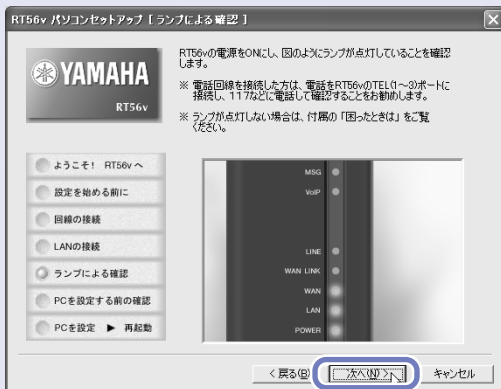 RT56v パソコンセットアップ [ ランプによる確認 ]
YAMAHA
RT56v
RT56vの電源をONにし、図のようにランプが点灯していることを確認
します。
※ 電話回線を接続した方は、電話をRT56vのTEL(1～3)ポートに
接続し、117などに電話して確認することをお勧めします。
※ ランプが点灯しない場合は、付属の「困ったときは」をご覧
ください。
ようこそ! RT56v へ
設定を始める前に
回線の接続
LANの接続
ランプによる確認
PCを設定する前の確認
PCを設定 ▶ 再起動
MSG
VoIP
LINE
WAN LINK
WAN
LAN
POWER
< 戻る(B)
次へ(N) >
キャンセル